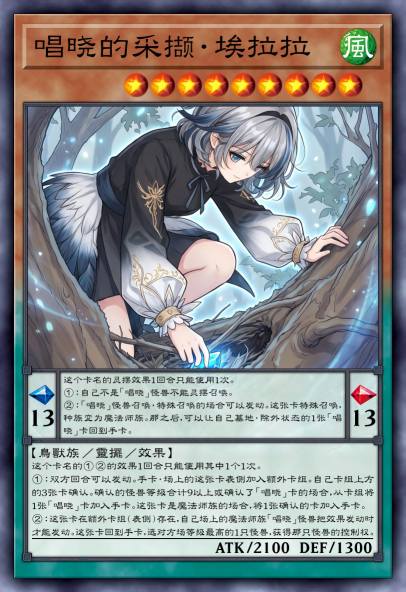 唱晓的采撷·埃拉拉
風
这个卡名的灵摆效果1回合只能使用1次。
①：自己不是「唱晓」怪兽不能灵摆召唤。
②：「唱晓」怪兽召唤·特殊召唤的场合可以发动。这张卡特殊召唤，
种族变为魔法师族。那之后，可以让自己墓地·除外状态的1张「唱
晓」卡回到手卡。
13
13
【鳥獸族／靈擺／效果】
这个卡名的①②的效果1回合只能使用其中1个1次。
①：双方回合可以发动。手卡·场上的这张卡表侧加入额外卡组。自己卡组上方
的3张卡确认。确认的怪兽等级合计9以上或确认了「唱晓」卡的场合，从卡组将
1张「唱晓」卡加入手卡。这张卡是魔法师族的场合，将1张确认的卡加入手卡。
②：这张卡在额外卡组(表侧)存在，自己场上的魔法师族「唱晓」怪兽把效果发动时
才能发动。这张卡回到手卡，选对方场等级最高的1只怪兽，获得那只怪兽的控制权。
ATK/2100 DEF/1300